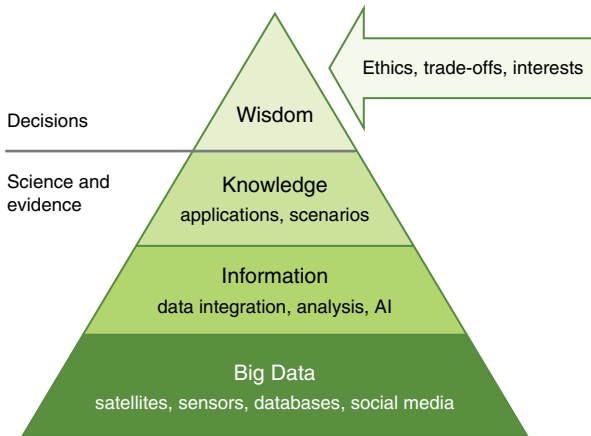 Ethics, trade-offs, interests
Wisdom
Decisions
Science and
evidence
Knowledge
applications, scenarios
Information
data integration, analysis, AI
Big Data
satellites, sensors, databases, social media